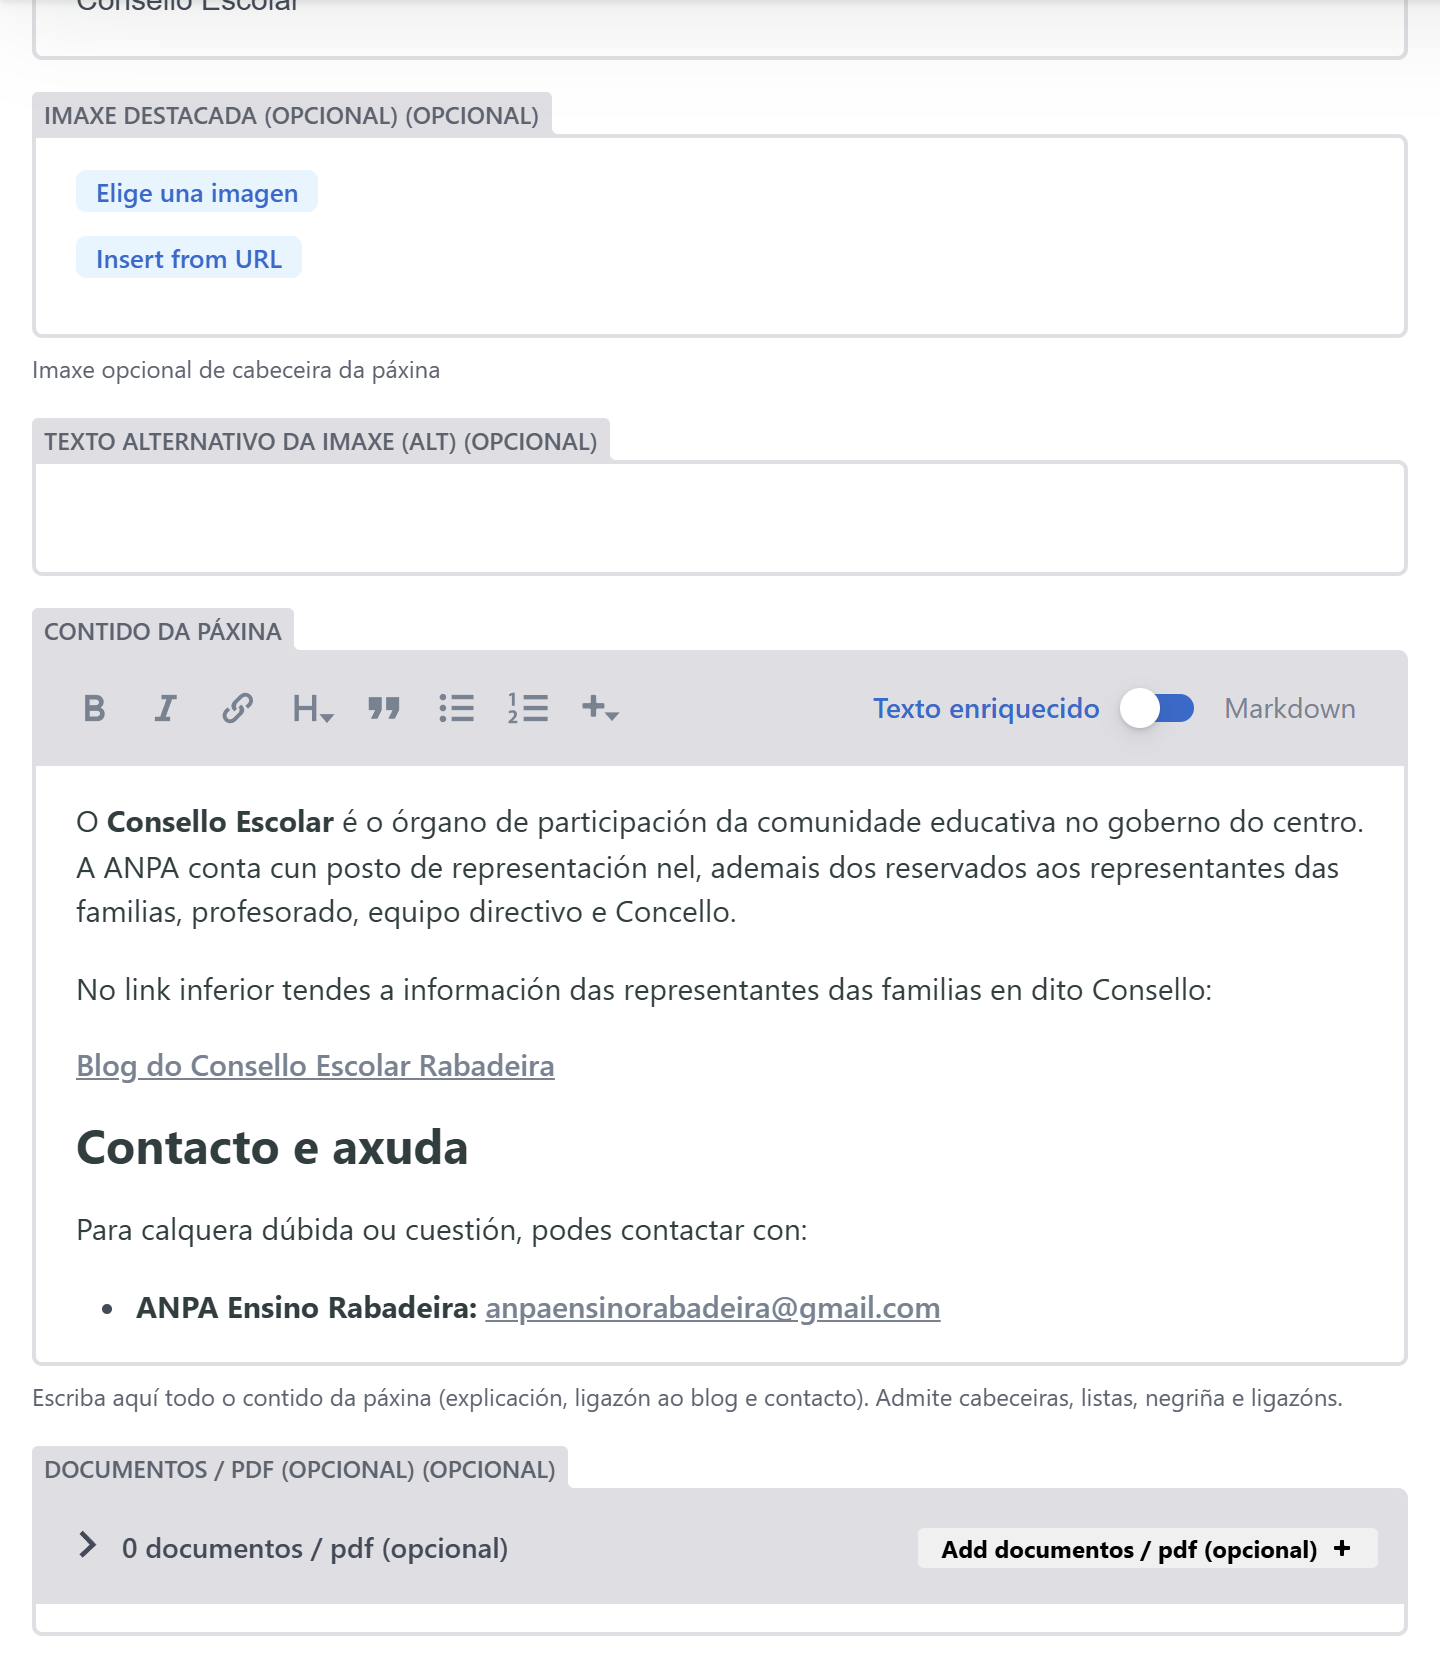 Consello Escolar
IMAXE DESTACADA (OPCIONAL) (OPCIONAL)
Elige una imagen
Insert from URL
Imaxe opcional de cabeceira da páxina
TEXTO ALTERNATIVO DA IMAXE (ALT) (OPCIONAL)
CONTIDO DA PÁXINA
Texto enriquecido Markdown
O Consello Escolar é o órgano de participación da comunidade educativa no goberno do centro.
A ANPA conta cun posto de representación nel, ademais dos reservados aos representantes das
familias, profesorado, equipo directivo e Concello.
No link inferior tendes a información das representantes das familias en dito Consello:
Blog do Consello Escolar Rabadeira
Contacto e axuda
Para calquera dúbida ou cuestión, podes contactar con:
• ANPA Ensino Rabadeira: anpaensinorabadeira@gmail.com
Escriba aquí todo o contido da páxina (explicación, ligazón ao blog e contacto). Admite cabeceiras, listas, negriña e ligazóns.
DOCUMENTOS / PDF (OPCIONAL) (OPCIONAL)
0 documentos / pdf (opcional) Add documentos / pdf (opcional) +